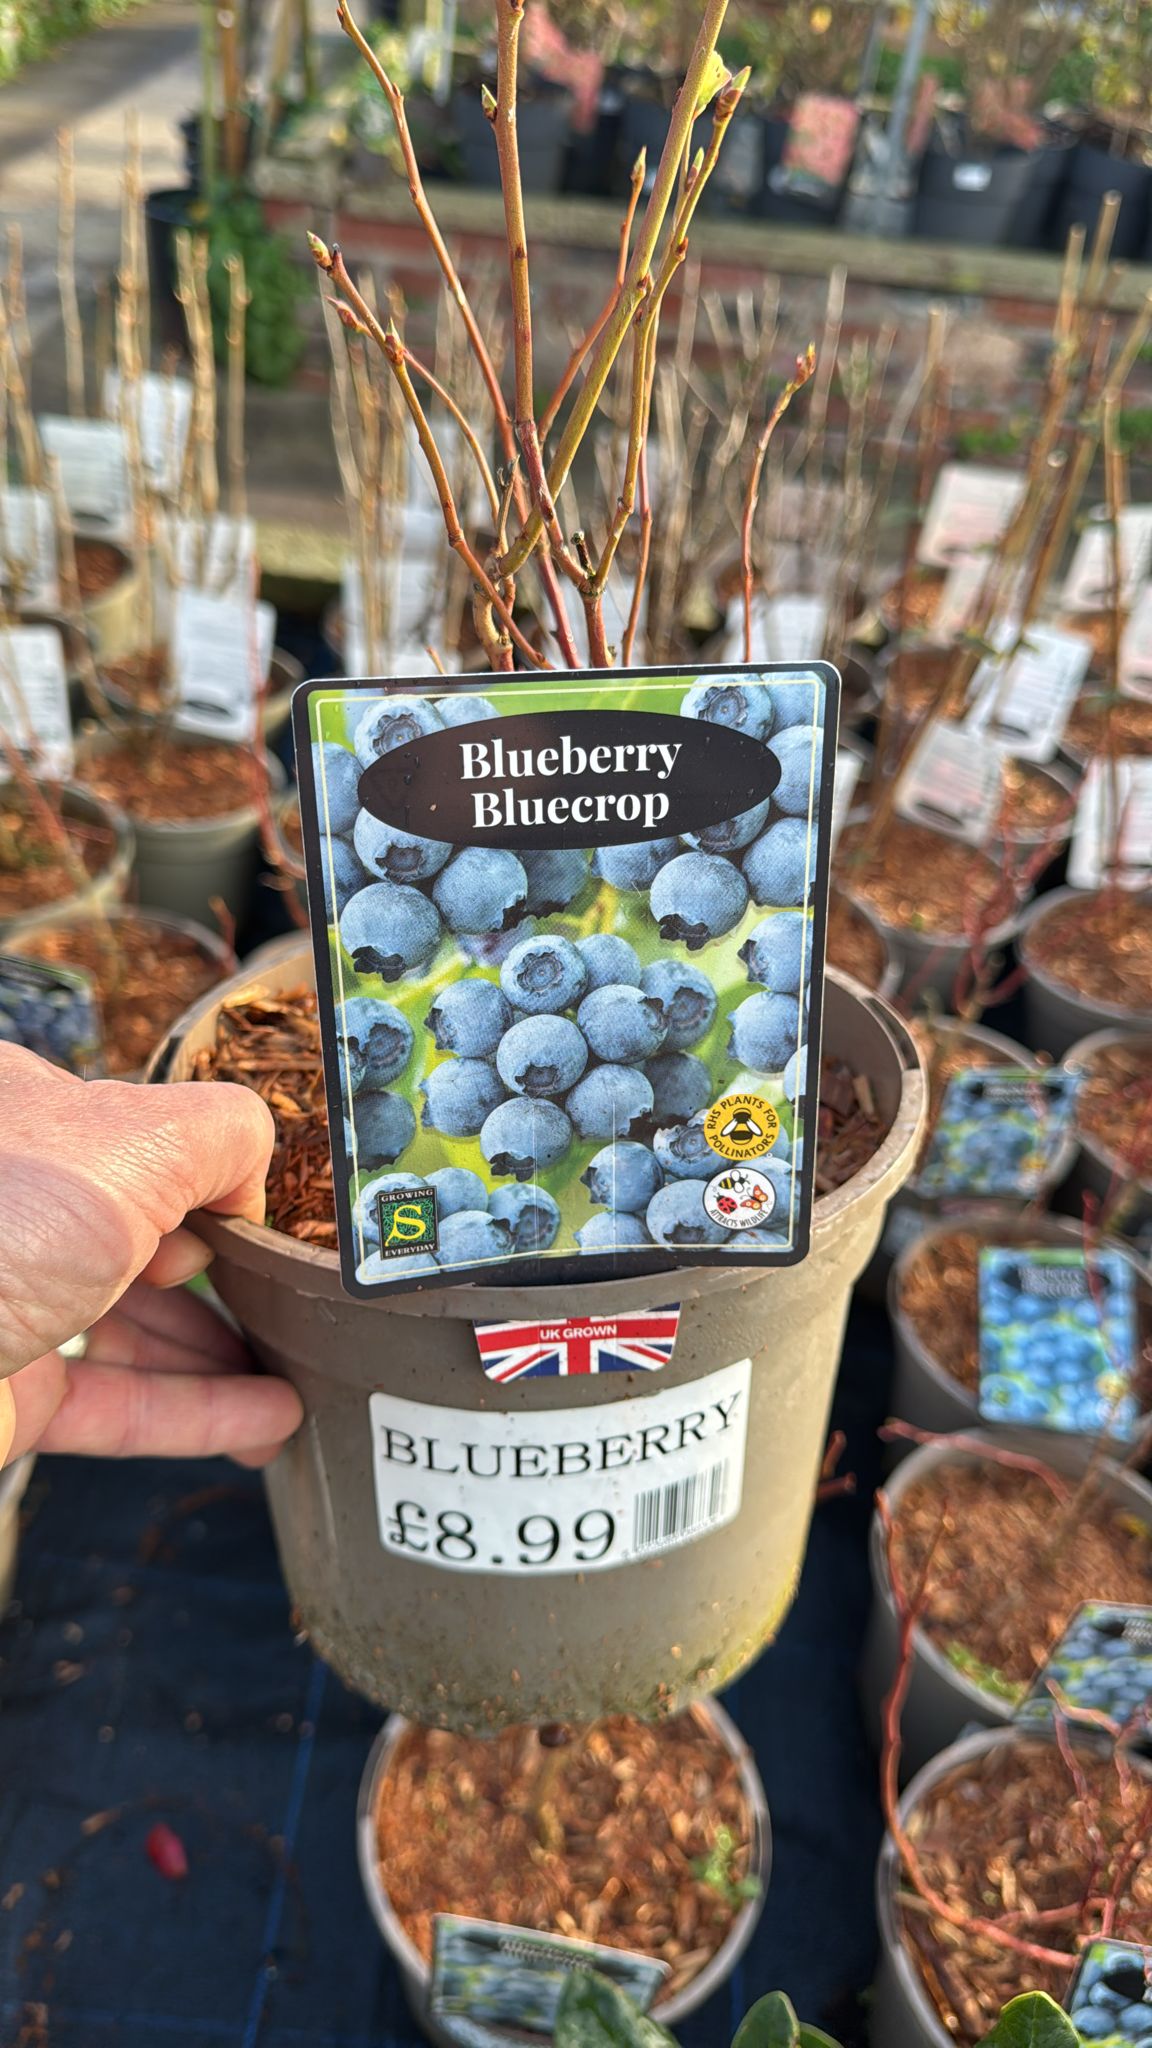 Blueberry
Bluecrop
RHS PLANTS FOR
POLLINATORS
ATTRACTS WILDLIFE
GROWING
S
EVERYDAY
UK GROWN
BLUEBERRY
£8.99